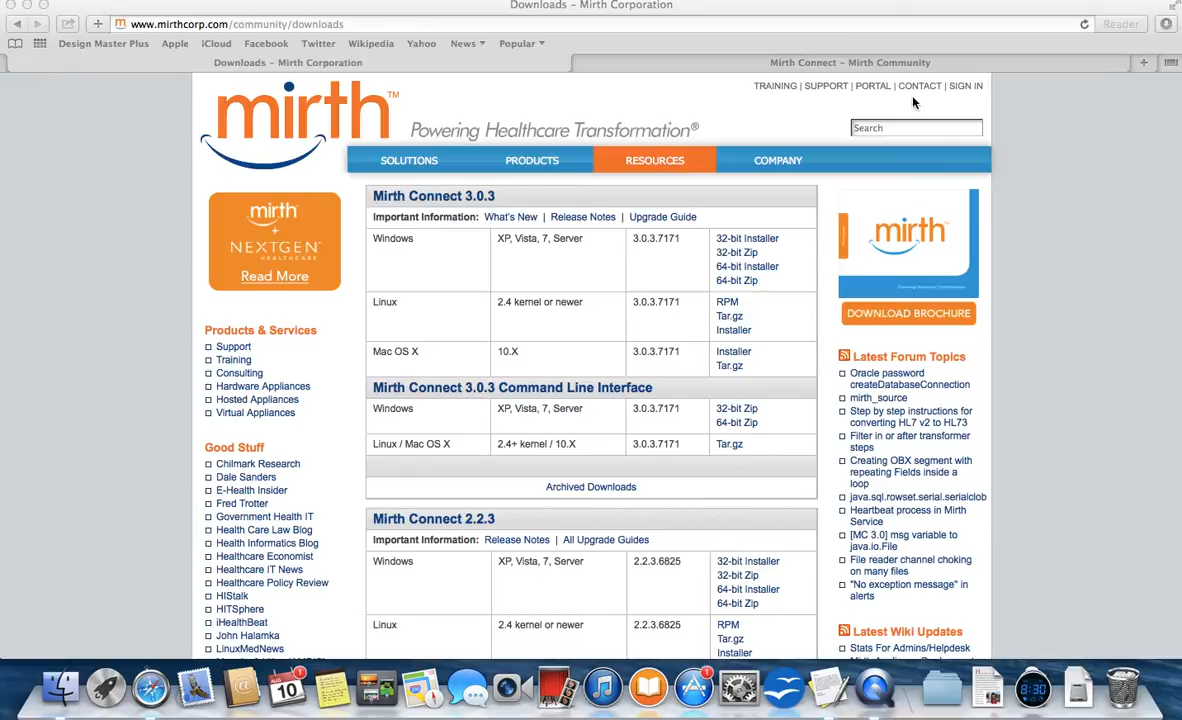 Downloads – Mirth Corporation
www.mirthcorp.com/community/downloads
Reader
Design Master Plus Apple iCloud Facebook Twitter Wikipedia Yahoo News Popular
Downloads – Mirth Corporation
Mirth Connect – Mirth Community
TRAINING | SUPPORT | PORTAL | CONTACT | SIGN IN
mirth™
Powering Healthcare Transformation®
Search
SOLUTIONS PRODUCTS RESOURCES COMPANY
mirth
+
NEXTGEN
HEALTHCARE
Read More
Products & Services
Support
Training
Consulting
Hardware Appliances
Hosted Appliances
Virtual Appliances
Good Stuff
Chilmark Research
Dale Sanders
E-Health Insider
Fred Trotter
Government Health IT
Health Care Law Blog
Health Informatics Blog
Healthcare Economist
Healthcare IT News
Healthcare Policy Review
HIStalk
HITSphere
iHealthBeat
John Halamka
LinuxMedNews
Mirth Connect 3.0.3
Important Information: What's New | Release Notes | Upgrade Guide
Windows XP, Vista, 7, Server 3.0.3.7171 32-bit Installer
32-bit Zip
64-bit Installer
64-bit Zip
Linux 2.4 kernel or newer 3.0.3.7171 RPM
Tar.gz
Installer
Mac OS X 10.X 3.0.3.7171 Installer
Tar.gz
Mirth Connect 3.0.3 Command Line Interface
Windows XP, Vista, 7, Server 3.0.3.7171 32-bit Zip
64-bit Zip
Linux / Mac OS X 2.4+ kernel / 10.X 3.0.3.7171 Tar.gz
Archived Downloads
Mirth Connect 2.2.3
Important Information: Release Notes | All Upgrade Guides
Windows XP, Vista, 7, Server 2.2.3.6825 32-bit Installer
32-bit Zip
64-bit Installer
64-bit Zip
Linux 2.4 kernel or newer 2.2.3.6825 RPM
Tar.gz
Installer
mirth
DOWNLOAD BROCHURE
Latest Forum Topics
Oracle password
createDatabaseConnection
mirth_source
Step by step instructions for
converting HL7 v2 to HL73
Filter in or after transformer
steps
Creating OBX segment with
repeating Fields inside a
loop
java.sql.rowset.serial.serialclob
Heartbeat process in Mirth
Service
[MC 3.0] msg variable to
java.io.File
File reader channel choking
on many files
"No exception message" in
alerts
Latest Wiki Updates
Stats For Admins/Helpdesk
10
1
1
8:30